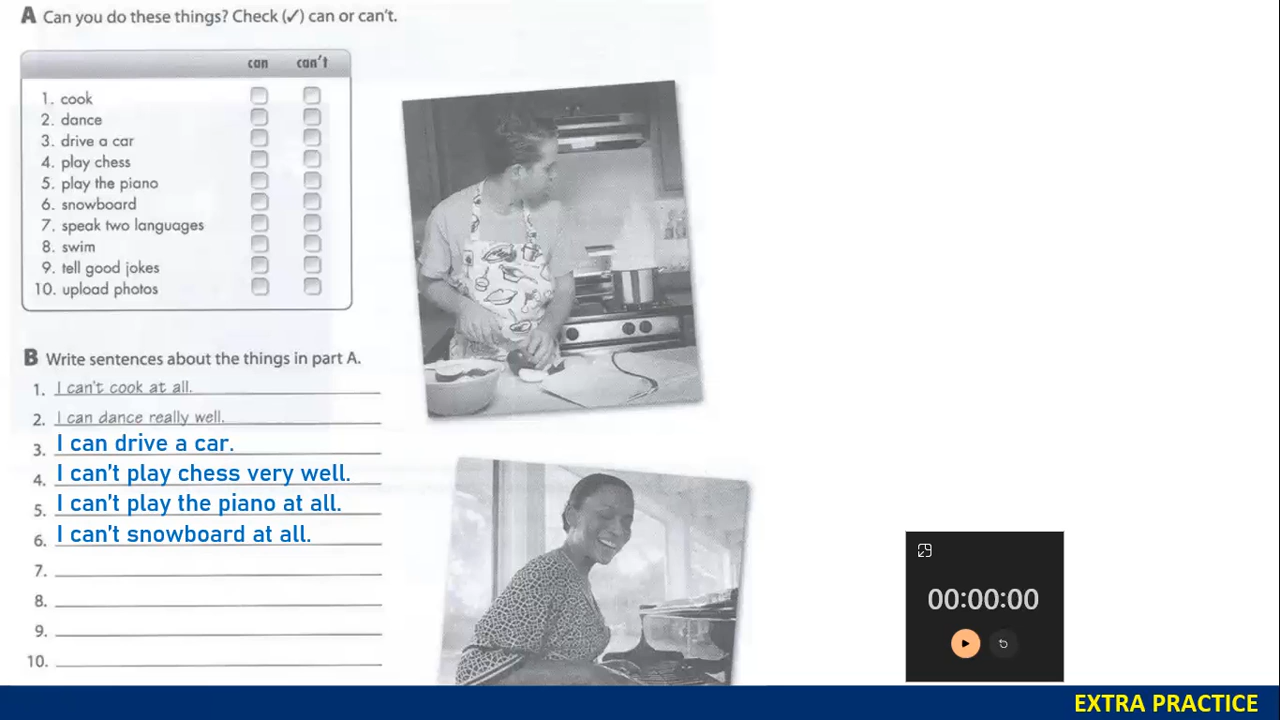 A Can you do these things? Check (✓) can or can't.
can can't
1. cook
2. dance
3. drive a car
4. play chess
5. play the piano
6. snowboard
7. speak two languages
8. swim
9. tell good jokes
10. upload photos
B Write sentences about the things in part A.
1. I can't cook at all.
2. I can dance really well.
3. I can drive a car.
4. I can't play chess very well.
5. I can't play the piano at all.
6. I can't snowboard at all.
7.
8.
9.
10.
00:00:00
EXTRA PRACTICE